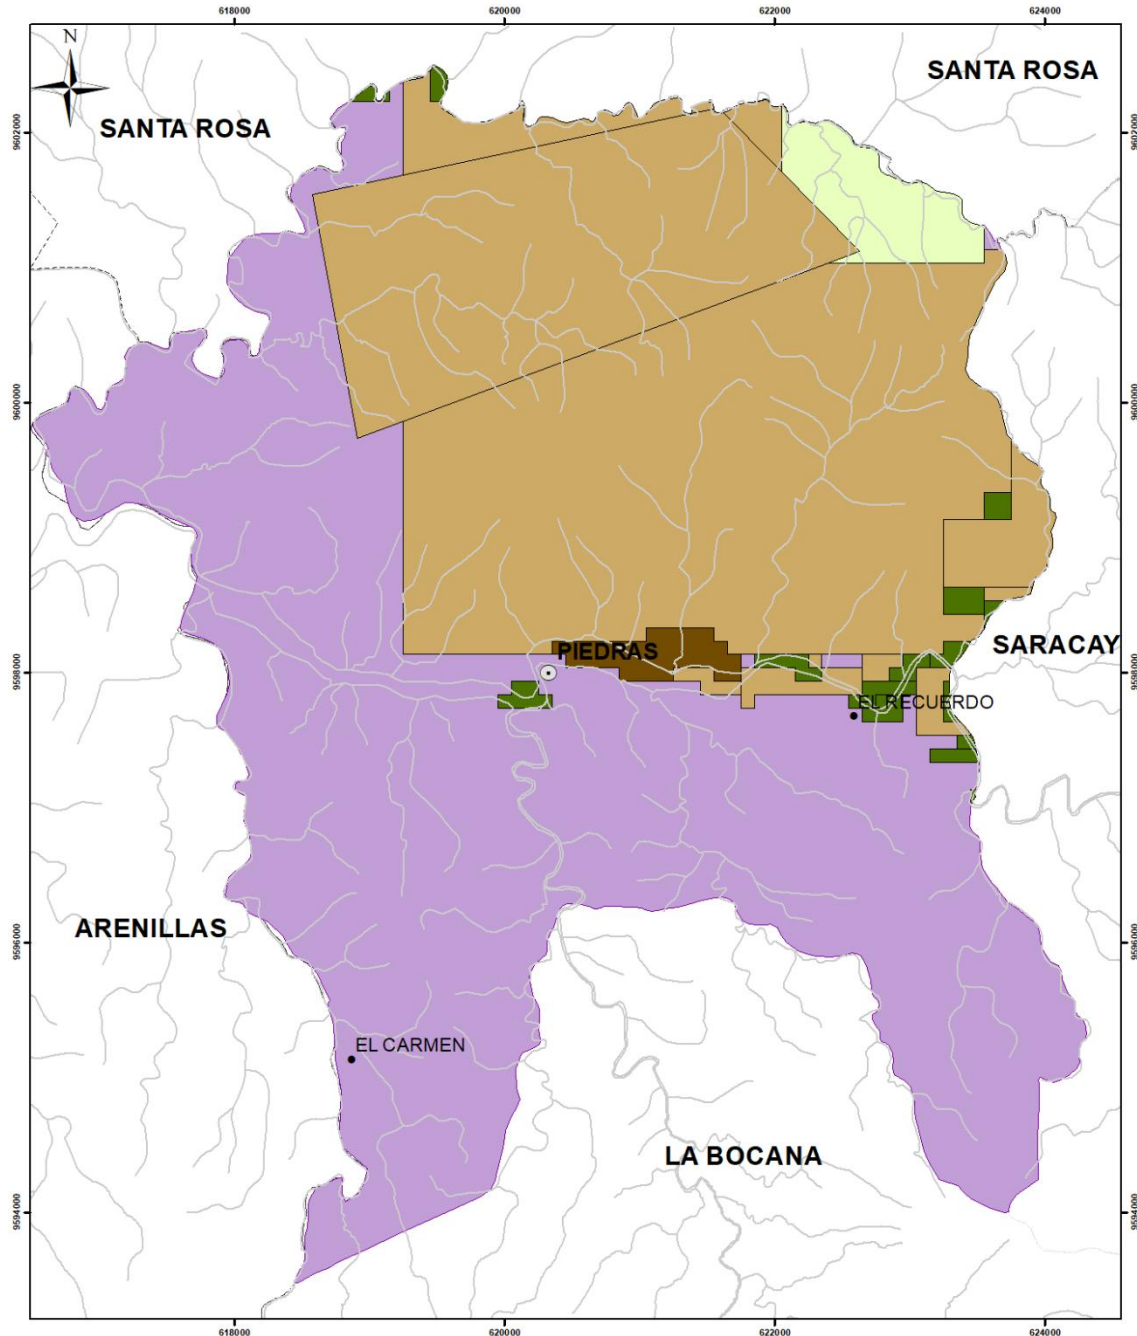 618000 620000 622000 624000
N
SANTA ROSA
SANTA ROSA
9602000 9602000
9600000 9600000
PIEDRAS
SARACAY
9598000 9598000
EL RECUERDO
ARENILLAS
9596000 9596000
EL CARMEN
LA BOCANA
9594000 9594000
618000 620000 622000 624000